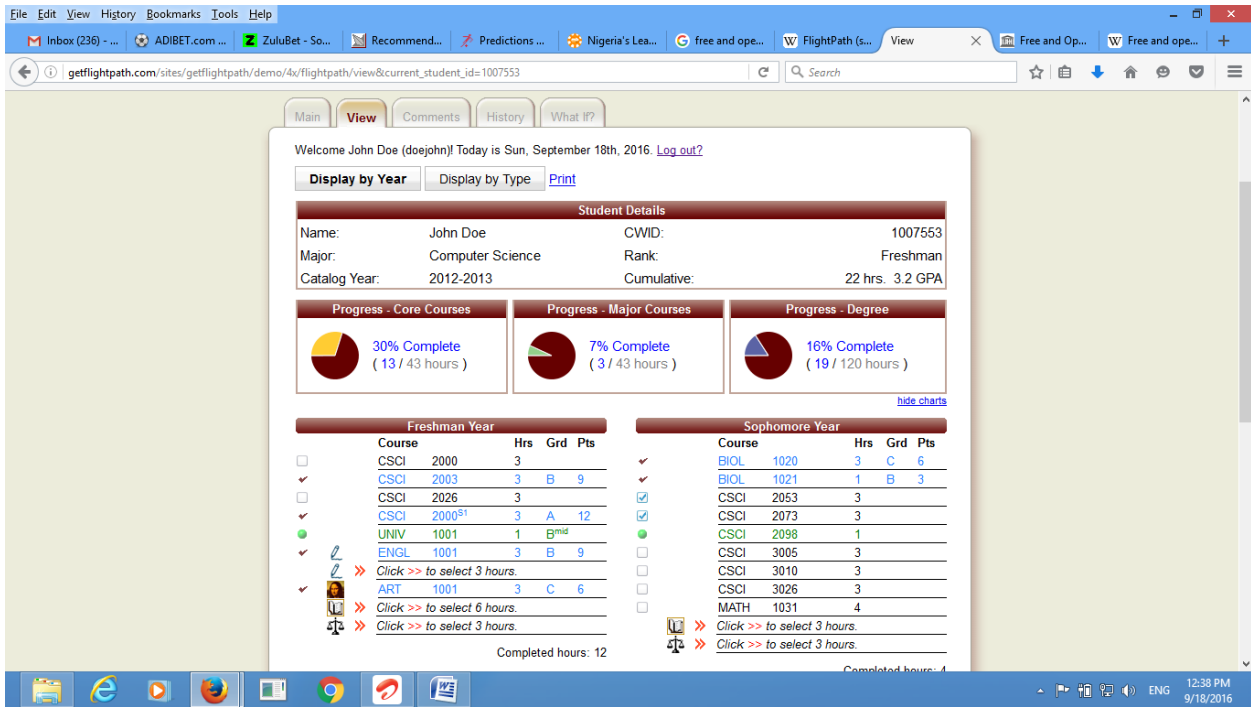 File Edit View History Bookmarks Tools Help
Inbox (236) - ... ADIBET.com ... ZuluBet - So... Recommend... Predictions ... Nigeria's Lea... free and ope... FlightPath (s... View Free and Op... Free and ope...
getflightpath.com/sites/getflightpath/demo/4x/flightpath/view&current_student_id=1007553 Search
Main View Comments History What If?
Welcome John Doe (doejohn)! Today is Sun, September 18th, 2016. Log out?
Display by Year Display by Type Print
Student Details
Name: John Doe CWID: 1007553
Major: Computer Science Rank: Freshman
Catalog Year: 2012-2013 Cumulative: 22 hrs. 3.2 GPA
Progress - Core Courses Progress - Major Courses Progress - Degree
30% Complete 7% Complete 16% Complete
( 13 / 43 hours ) ( 3 / 43 hours ) ( 19 / 120 hours )
hide charts
Freshman Year
Course Hrs Grd Pts
CSCI 2000 3
CSCI 2003 3 B 9
CSCI 2026 3
CSCI 2000S1 3 A 12
UNIV 1001 1 Bmid
ENGL 1001 3 B 9
Click >> to select 3 hours.
ART 1001 3 C 6
Click >> to select 6 hours.
Click >> to select 3 hours.
Completed hours: 12
Sophomore Year
Course Hrs Grd Pts
BIOL 1020 3 C 6
BIOL 1021 1 B 3
CSCI 2053 3
CSCI 2073 3
CSCI 2098 1
CSCI 3005 3
CSCI 3010 3
CSCI 3026 3
MATH 1031 4
Click >> to select 3 hours.
Click >> to select 3 hours.
Completed hours: 4
ENG 12:38 PM
9/18/2016